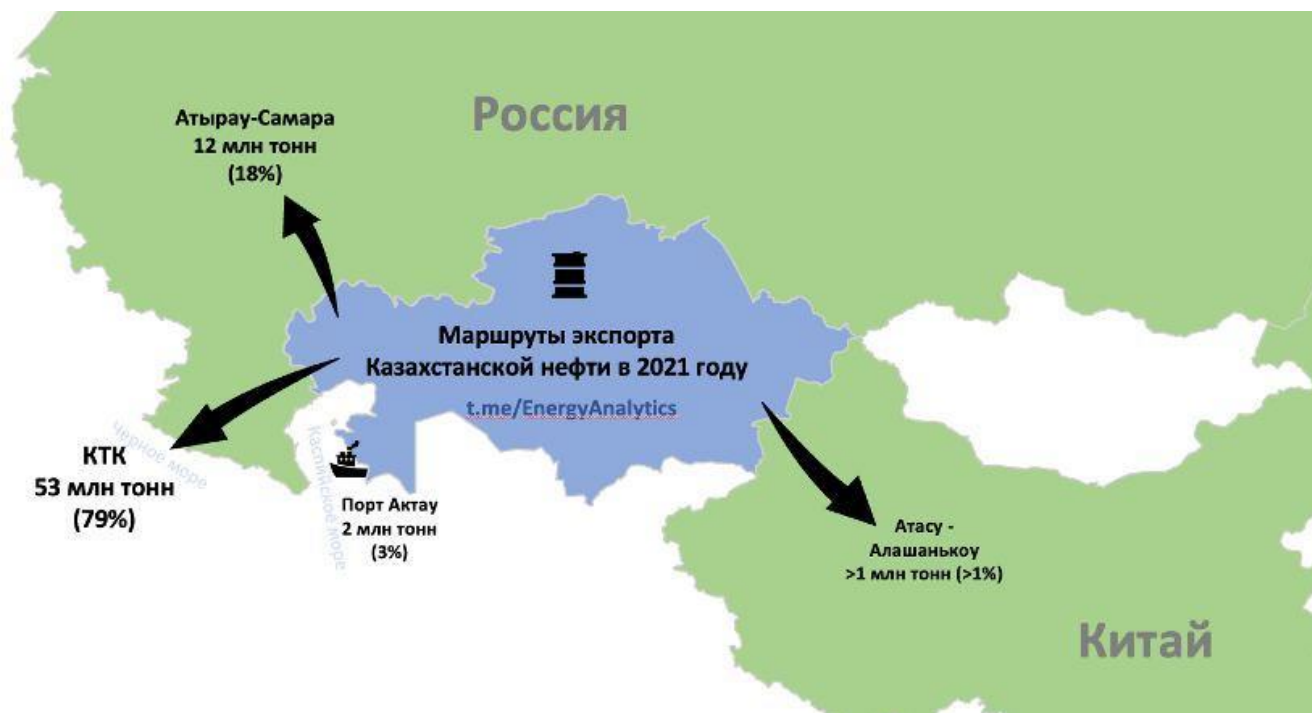 Россия
Атырау-Самара
12 млн тонн
(18%)
Маршруты экспорта
Казахстанской нефти в 2021 году
t.me/EnergyAnalytics
Черное море
КТК
53 млн тонн
(79%)
Каспийское море
Порт Актау
2 млн тонн
(3%)
Атасу -
Алашанькоу
>1 млн тонн (>1%)
Китай